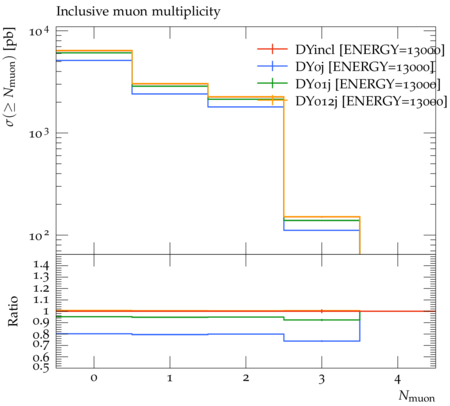 Inclusive muon multiplicity
σ(≥ Nmuon) [pb]
10^4
10^3
10^2
DYincl [ENERGY=13000]
DY0j [ENERGY=13000]
DY01j [ENERGY=13000]
DY012j [ENERGY=13000]
Ratio
1.4
1.3
1.2
1.1
1
0.9
0.8
0.7
0.6
0.5
0 1 2 3 4
Nmuon